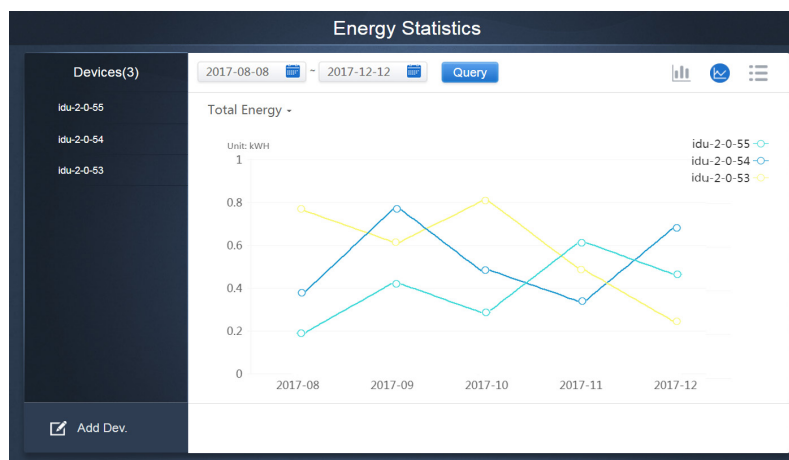 Energy Statistics
Devices(3)
idu-2-0-55
idu-2-0-54
idu-2-0-53
Add Dev.
2017-08-08 ~ 2017-12-12 Query
Total Energy
Unit: kWH
idu-2-0-55
idu-2-0-54
idu-2-0-53
1
0.8
0.6
0.4
0.2
0
2017-08 2017-09 2017-10 2017-11 2017-12